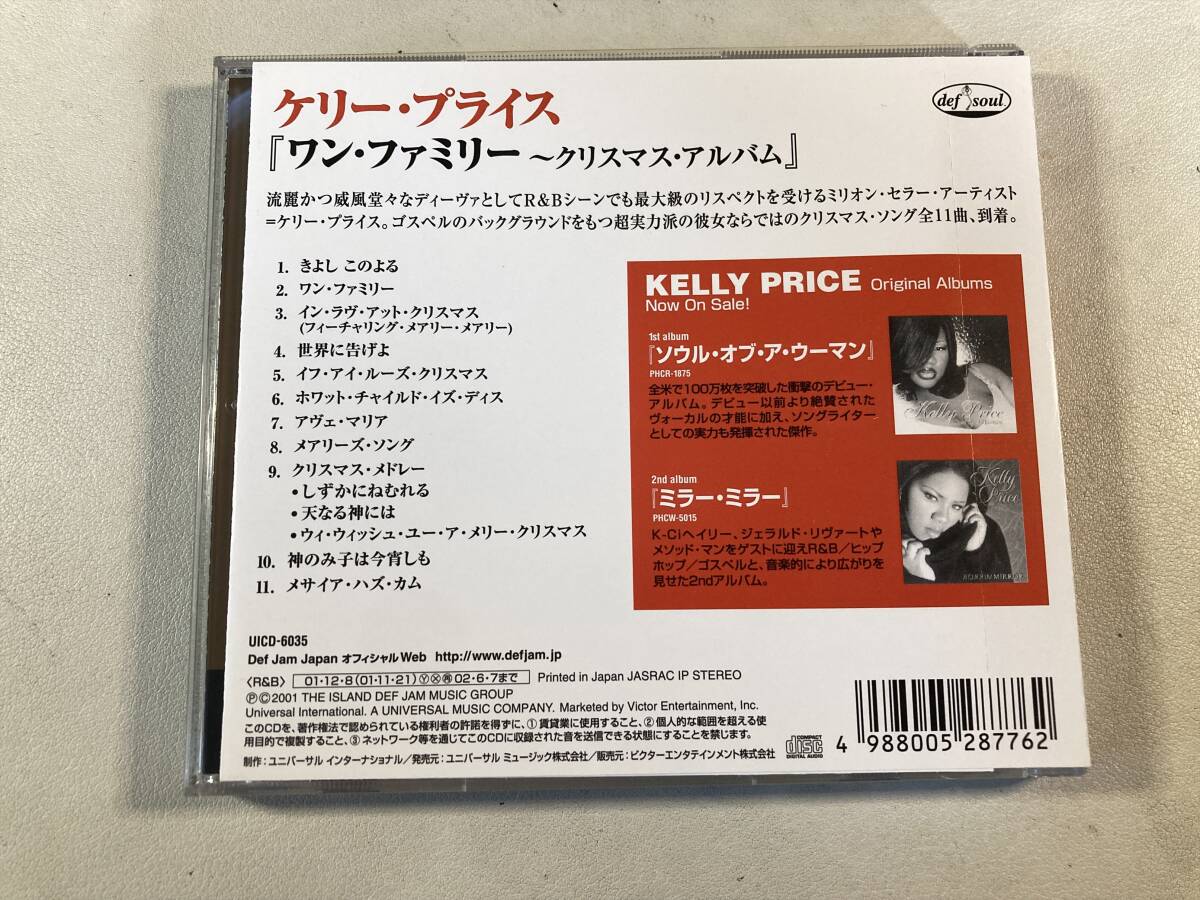 ケリー・プライス
『ワン・ファミリー ～クリスマス・アルバム』
def soul
流麗かつ威風堂々なディーヴァとしてR&Bシーンでも最大級のリスペクトを受けるミリオン・セラー・アーティスト
=ケリー・プライス。ゴスペルのバックグラウンドをもつ超実力派の彼女ならではのクリスマス・ソング全11曲、到着。
1. きよし このよる
2. ワン・ファミリー
3. イン・ラヴ・アット・クリスマス
(フィーチャリング・メアリー・メアリー)
4. 世界に告げよ
5. イフ・アイ・ルーズ・クリスマス
6. ホワット・チャイルド・イズ・ディス
7. アヴェ・マリア
8. メアリーズ・ソング
9. クリスマス・メドレー
・しずかにねむれる
・天なる神には
・ウィ・ウィッシュ・ユー・ア・メリー・クリスマス
10. 神のみ子は今宵しも
11. メサイア・ハズ・カム
KELLY PRICE Original Albums
Now On Sale!
1st album
『ソウル・オブ・ア・ウーマン』
PHCR-1875
全米で100万枚を突破した衝撃のデビュー・
アルバム。デビュー以前より絶賛された
ヴォーカルの才能に加え、ソングライター
としての実力も発揮された傑作。
Kelly Price
2nd album
『ミラー・ミラー』
PHCW-5015
K-Ciヘイリー、ジェラルド・リヴァートや
メソッド・マンをゲストに迎えR&B/ヒップ
ホップ/ゴスペルと、音楽的により広がりを
見せた2ndアルバム。
Kelly
Price
UICD-6035
Def Jam Japan オフィシャル Web http://www.defjam.jp
〈R&B〉 01・12・8(01・11・21)Ⓨ Ⓧ ㊞ 02・6・7まで Printed in Japan JASRAC IP STEREO
Ⓟ©2001 THE ISLAND DEF JAM MUSIC GROUP
Universal International. A UNIVERSAL MUSIC COMPANY. Marketed by Victor Entertainment, Inc.
このCDを、著作権法で認められている権利者の許諾を得ずに、①賃貸業に使用すること、②個人的な範囲を超える使
用目的で複製すること、③ネットワーク等を通じてこのCDに収録された音を送信できる状態にすることを禁じます。
制作：ユニバーサル インターナショナル/発売元：ユニバーサル ミュージック株式会社/販売元：ビクターエンタテインメント株式会社
COMPACT disc DIGITAL AUDIO
4 988005 287762